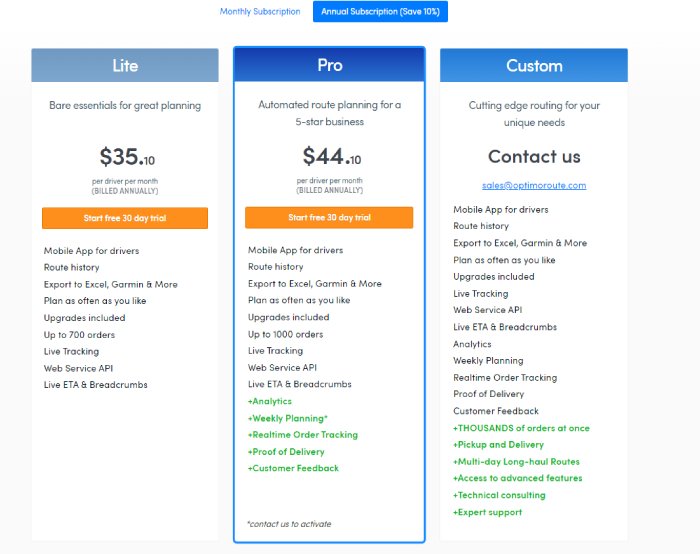 Monthly Subscription
Annual Subscription (Save 10%)
Lite
Bare essentials for great planning
$35.10
per driver per month
(BILLED ANNUALLY)
Start free 30 day trial
Mobile App for drivers
Route history
Export to Excel, Garmin & More
Plan as often as you like
Upgrades included
Up to 700 orders
Live Tracking
Web Service API
Live ETA & Breadcrumbs
Pro
Automated route planning for a
5-star business
$44.10
per driver per month
(BILLED ANNUALLY)
Start free 30 day trial
Mobile App for drivers
Route history
Export to Excel, Garmin & More
Plan as often as you like
Upgrades included
Up to 1000 orders
Live Tracking
Web Service API
Live ETA & Breadcrumbs
+Analytics
+Weekly Planning*
+Realtime Order Tracking
+Proof of Delivery
+Customer Feedback
*contact us to activate
Custom
Cutting edge routing for your
unique needs
Contact us
sales@optimoroute.com
Mobile App for drivers
Route history
Export to Excel, Garmin & More
Plan as often as you like
Upgrades included
Live Tracking
Web Service API
Live ETA & Breadcrumbs
Analytics
Weekly Planning
Realtime Order Tracking
Proof of Delivery
Customer Feedback
+THOUSANDS of orders at once
+Pickup and Delivery
+Multi-day Long-haul Routes
+Access to advanced features
+Technical consulting
+Expert support